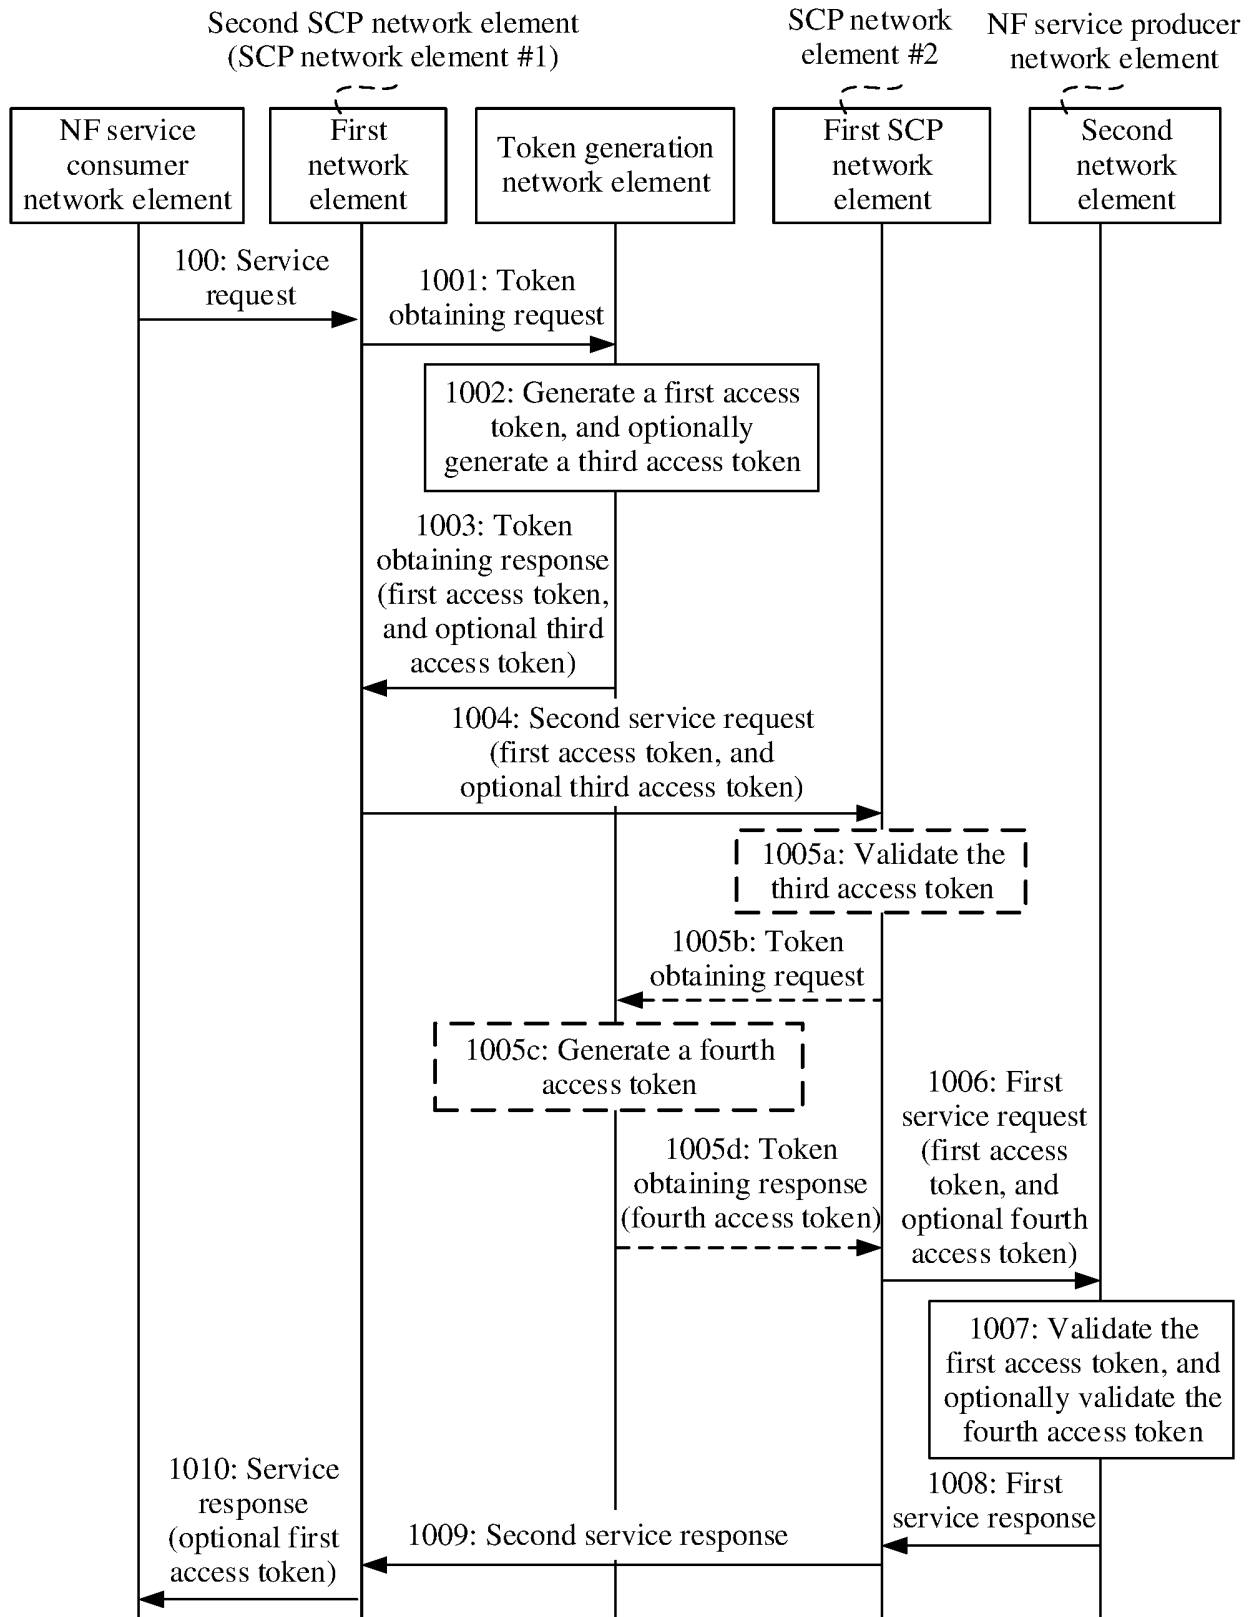 Second SCP network element
(SCP network element #1)
SCP network
element #2
NF service producer
network element
NF service
consumer
network element
First
network
element
Token generation
network element
First SCP
network
element
Second
network
element
100: Service
request
1001: Token
obtaining request
1002: Generate a first access
token, and optionally
generate a third access token
1003: Token
obtaining response
(first access token,
and optional third
access token)
1004: Second service request
(first access token, and
optional third access token)
1005a: Validate the
third access token
1005b: Token
obtaining request
1005c: Generate a fourth
access token
1005d: Token
obtaining response
(fourth access token)
1006: First
service request
(first access
token, and
optional fourth
access token)
1007: Validate the
first access token, and
optionally validate the
fourth access token
1008: First
service response
1009: Second service response
1010: Service
response
(optional first
access token)